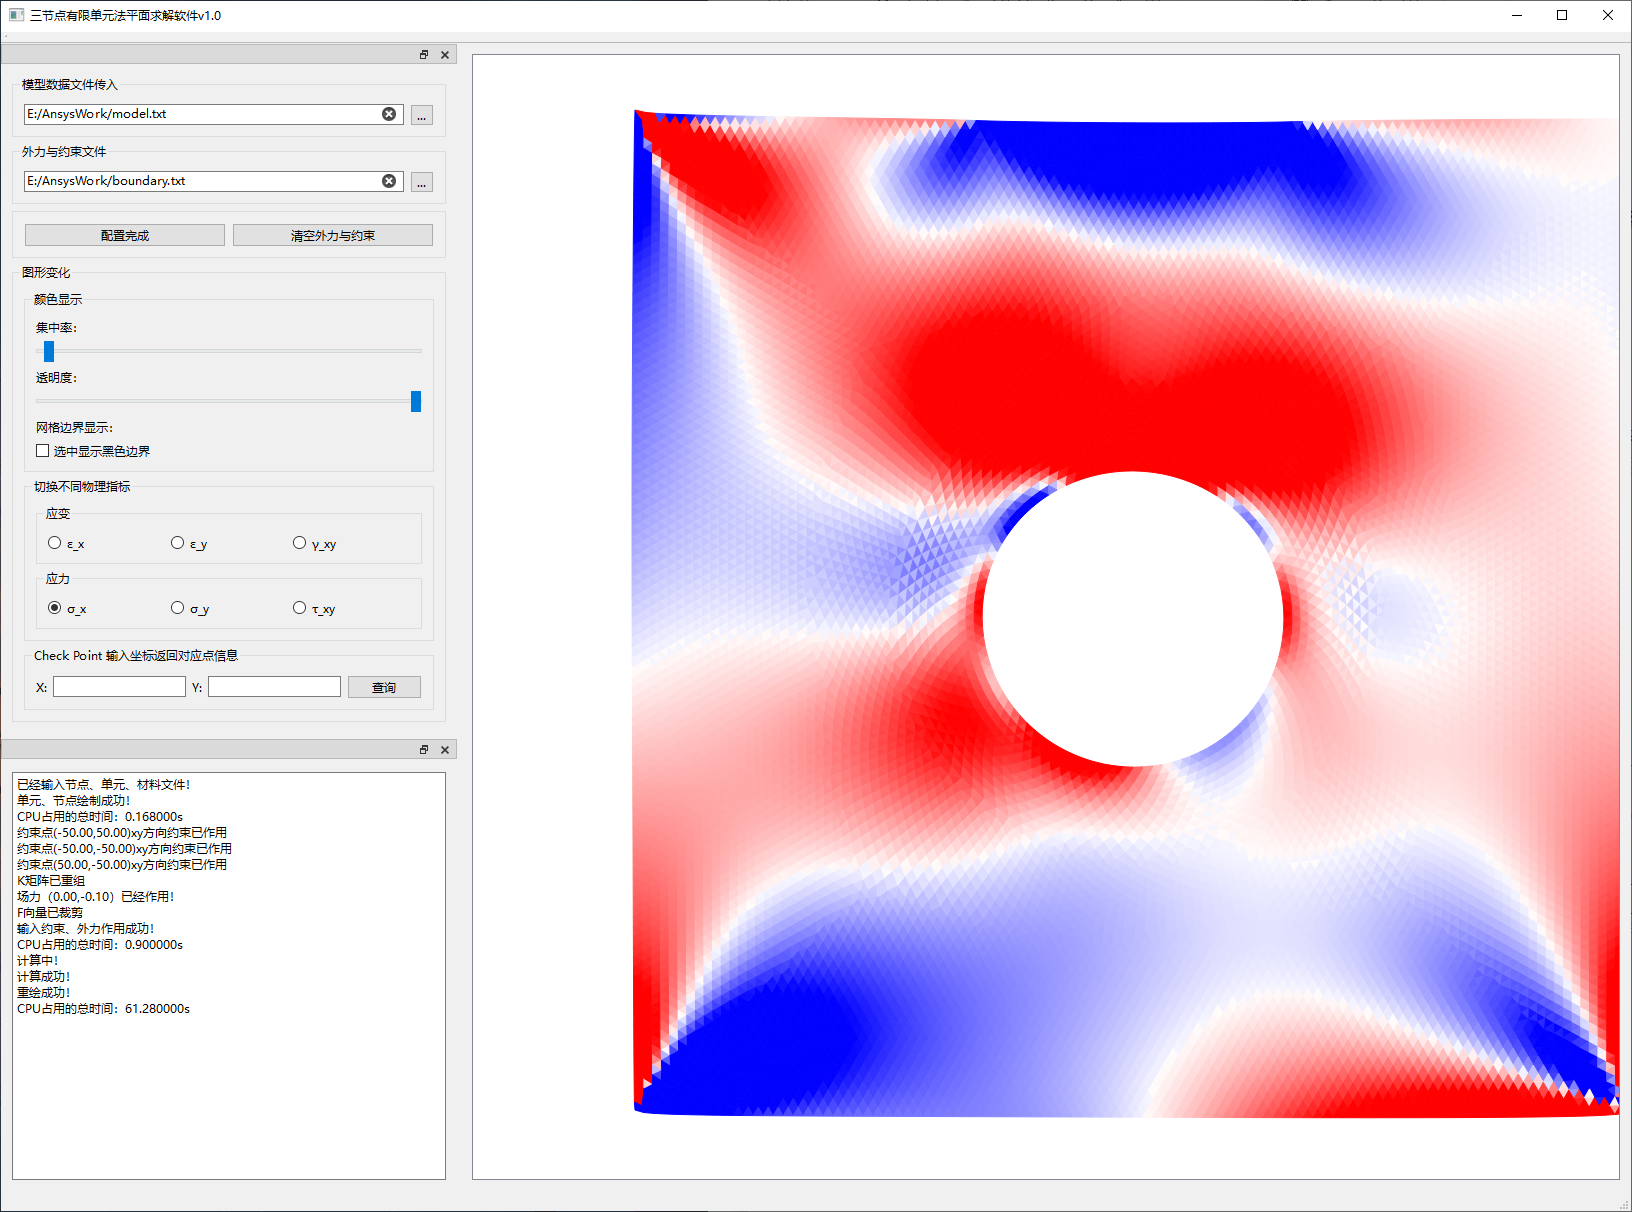 三节点有限单元法平面求解软件v1.0
模型数据文件传入
E:/AnsysWork/model.txt
...
外力与约束文件
E:/AnsysWork/boundary.txt
...
配置完成 清空外力与约束
图形变化
颜色显示
集中率：
透明度：
网格边界显示：
选中显示黑色边界
切换不同物理指标
应变
ε_x ε_y γ_xy
应力
σ_x σ_y τ_xy
Check Point 输入坐标返回对应点信息
X: Y: 查询
已经输入节点、单元、材料文件！
单元、节点绘制成功！
CPU占用的总时间：0.168000s
约束点(-50.00,50.00)xy方向约束已作用
约束点(-50.00,-50.00)xy方向约束已作用
约束点(50.00,-50.00)xy方向约束已作用
K矩阵已重组
场力（0.00,-0.10）已经作用！
F向量已裁剪
输入约束、外力作用成功！
CPU占用的总时间：0.900000s
计算中！
计算成功！
重绘成功！
CPU占用的总时间：61.280000s